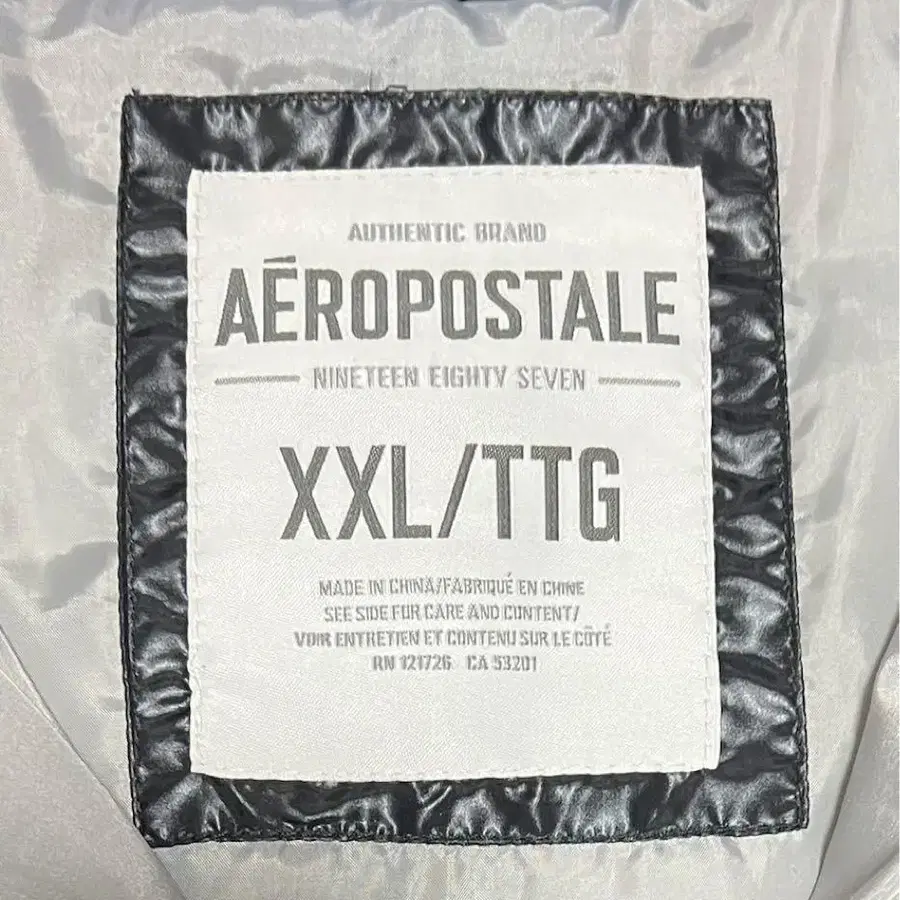 AUTHENTIC BRAND
AÉROPOSTALE
NINETEEN EIGHTY SEVEN
XXL/TTG
MADE IN CHINA/FABRIQUÉ EN CHINE
SEE SIDE FOR CARE AND CONTENT/
VOIR ENTRETIEN ET CONTENU SUR LE CÔTÉ
RN 121726 CA 53201